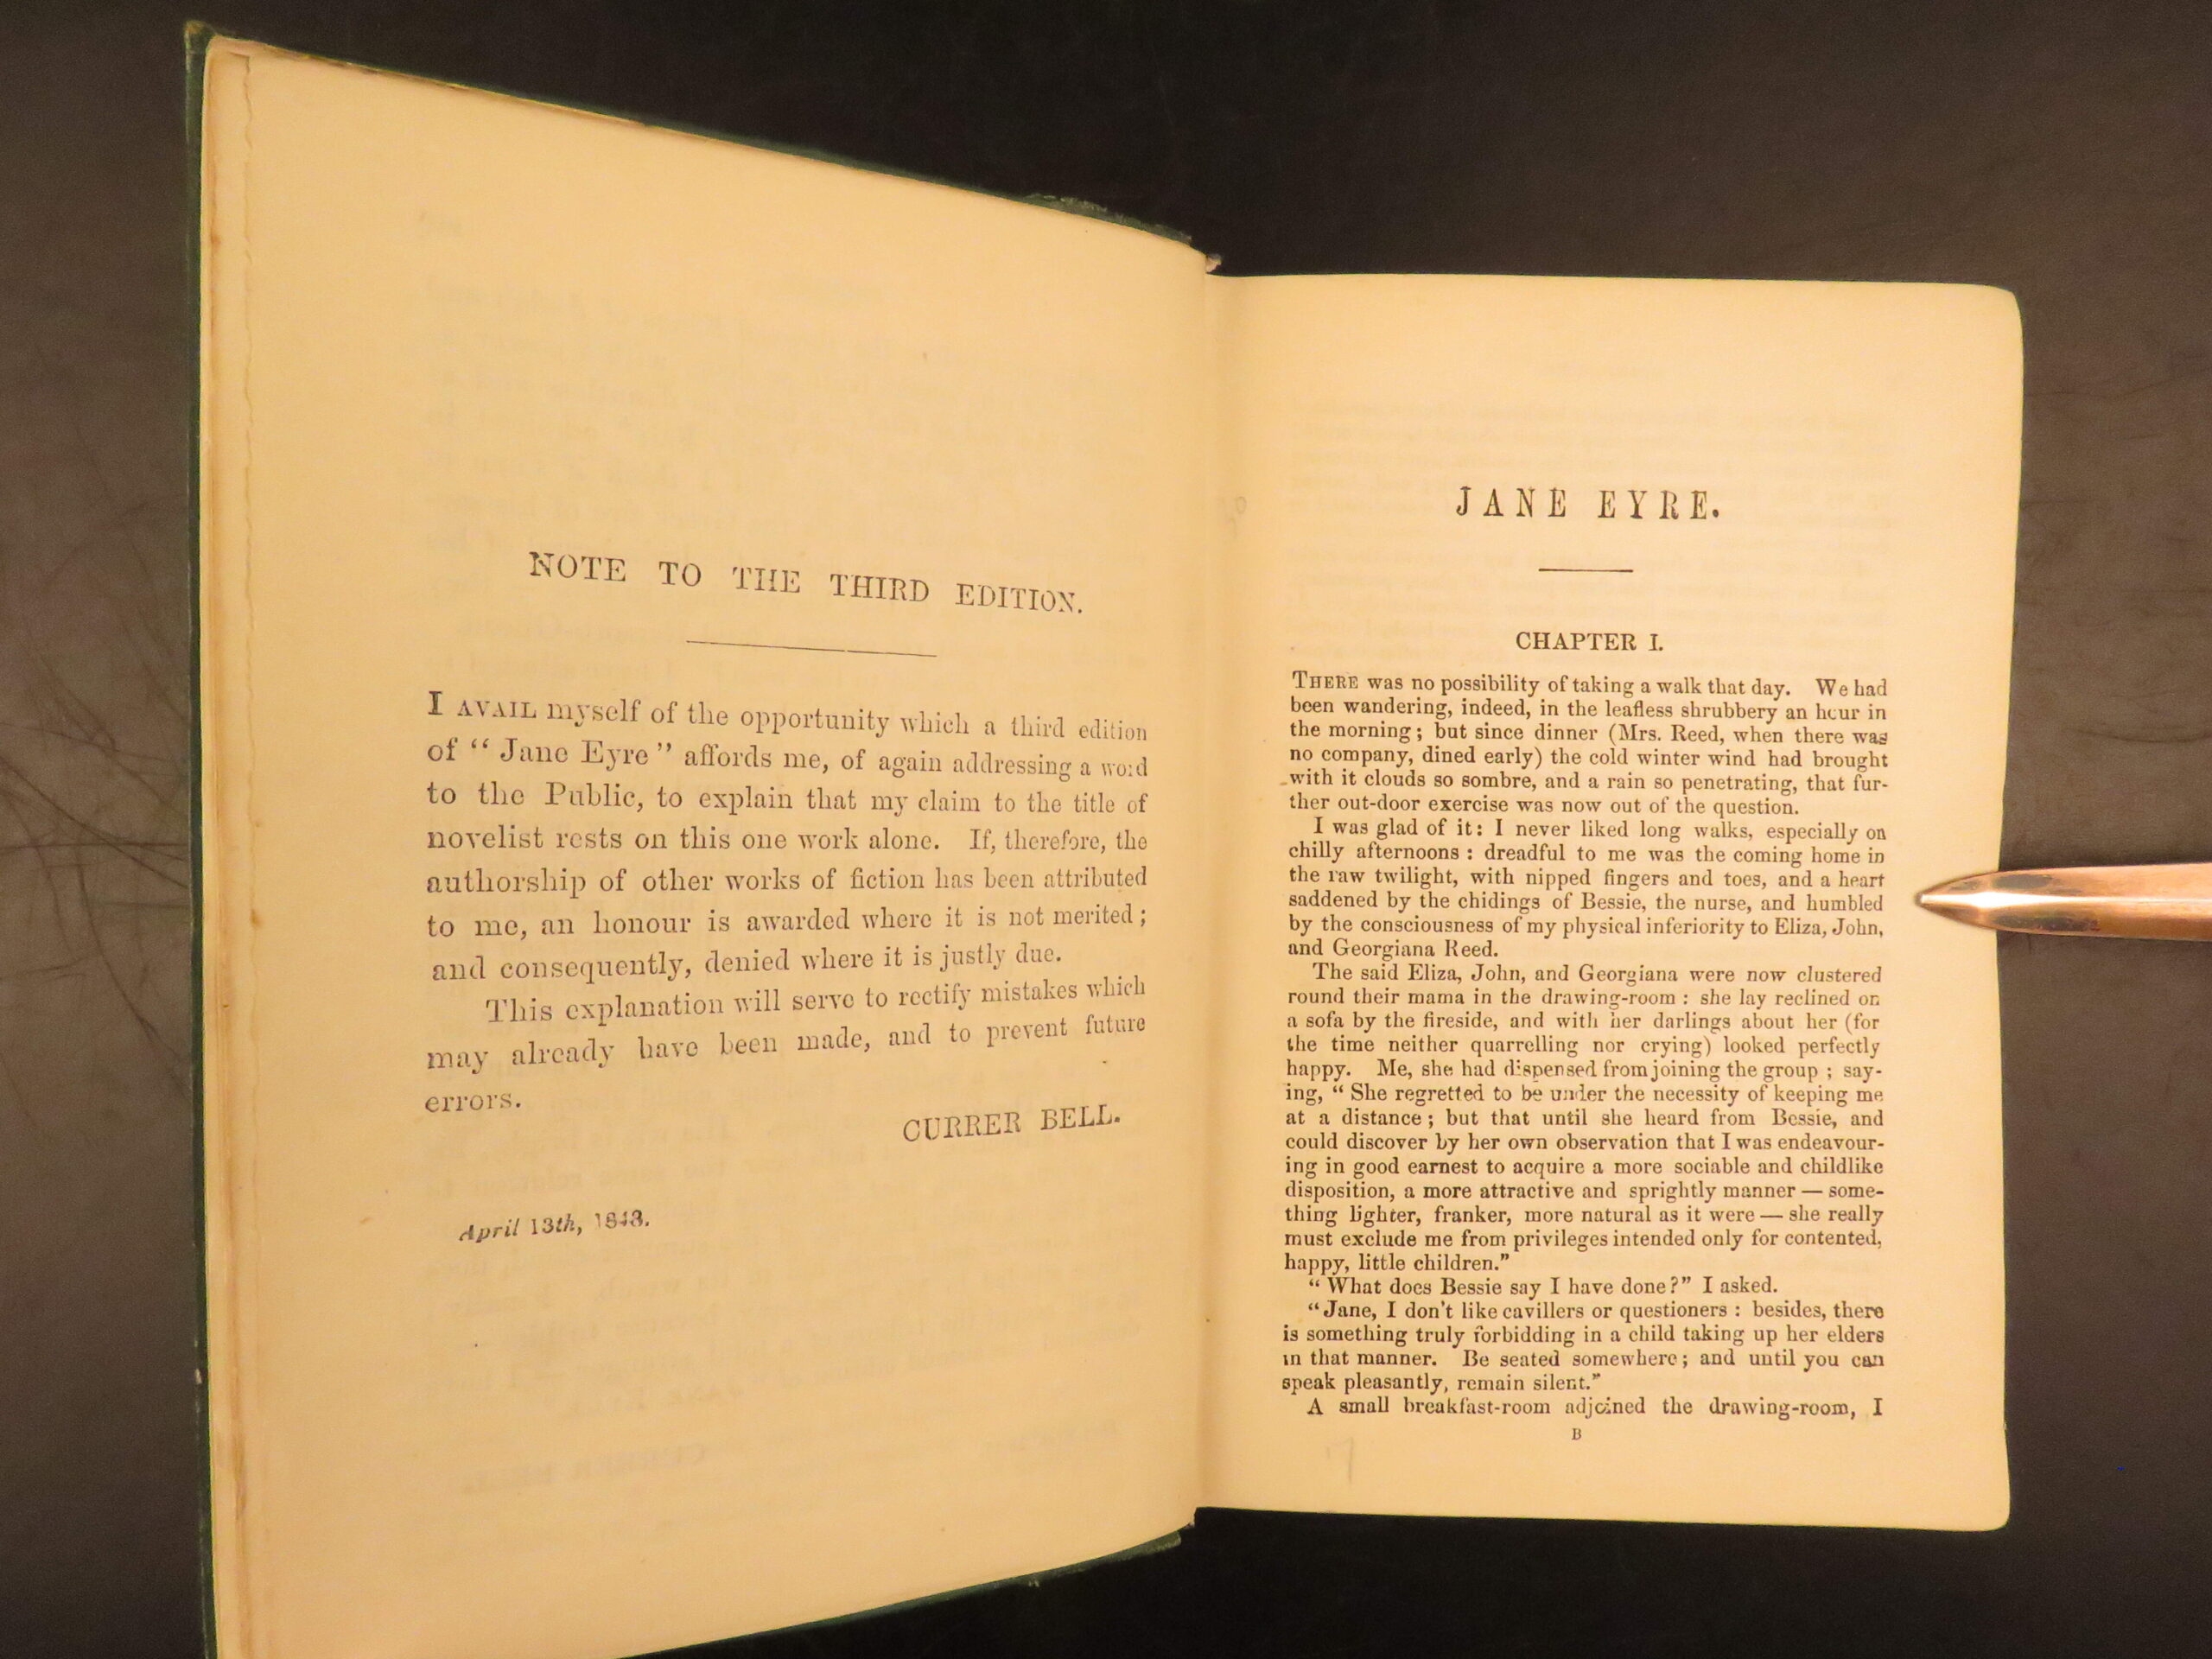 NOTE TO THE THIRD EDITION.
I AVAIL myself of the opportunity which a third edition
of “ Jane Eyre ” affords me, of again addressing a word
to the Public, to explain that my claim to the title of
novelist rests on this one work alone. If, therefore, the
authorship of other works of fiction has been attributed
to me, an honour is awarded where it is not merited ;
and consequently, denied where it is justly due.
This explanation will serve to rectify mistakes which
may already have been made, and to prevent future
errors.
CURRER BELL.
April 13th, 1848.
JANE EYRE.
CHAPTER I.
THERE was no possibility of taking a walk that day. We had
been wandering, indeed, in the leafless shrubbery an hour in
the morning ; but since dinner (Mrs. Reed, when there was
no company, dined early) the cold winter wind had brought
with it clouds so sombre, and a rain so penetrating, that fur-
ther out-door exercise was now out of the question.
I was glad of it : I never liked long walks, especially on
chilly afternoons : dreadful to me was the coming home in
the raw twilight, with nipped fingers and toes, and a heart
saddened by the chidings of Bessie, the nurse, and humbled
by the consciousness of my physical inferiority to Eliza, John,
and Georgiana Reed.
The said Eliza, John, and Georgiana were now clustered
round their mama in the drawing-room : she lay reclined on
a sofa by the fireside, and with her darlings about her (for
the time neither quarrelling nor crying) looked perfectly
happy. Me, she had dispensed from joining the group ; say-
ing, “ She regretted to be under the necessity of keeping me
at a distance ; but that until she heard from Bessie, and
could discover by her own observation that I was endeavour-
ing in good earnest to acquire a more sociable and childlike
disposition, a more attractive and sprightly manner — some-
thing lighter, franker, more natural as it were — she really
must exclude me from privileges intended only for contented,
happy, little children.”
“ What does Bessie say I have done ?” I asked.
“ Jane, I don't like cavillers or questioners : besides, there
is something truly forbidding in a child taking up her elders
in that manner. Be seated somewhere ; and until you can
speak pleasantly, remain silent.”
A small breakfast-room adjoined the drawing-room, I
B